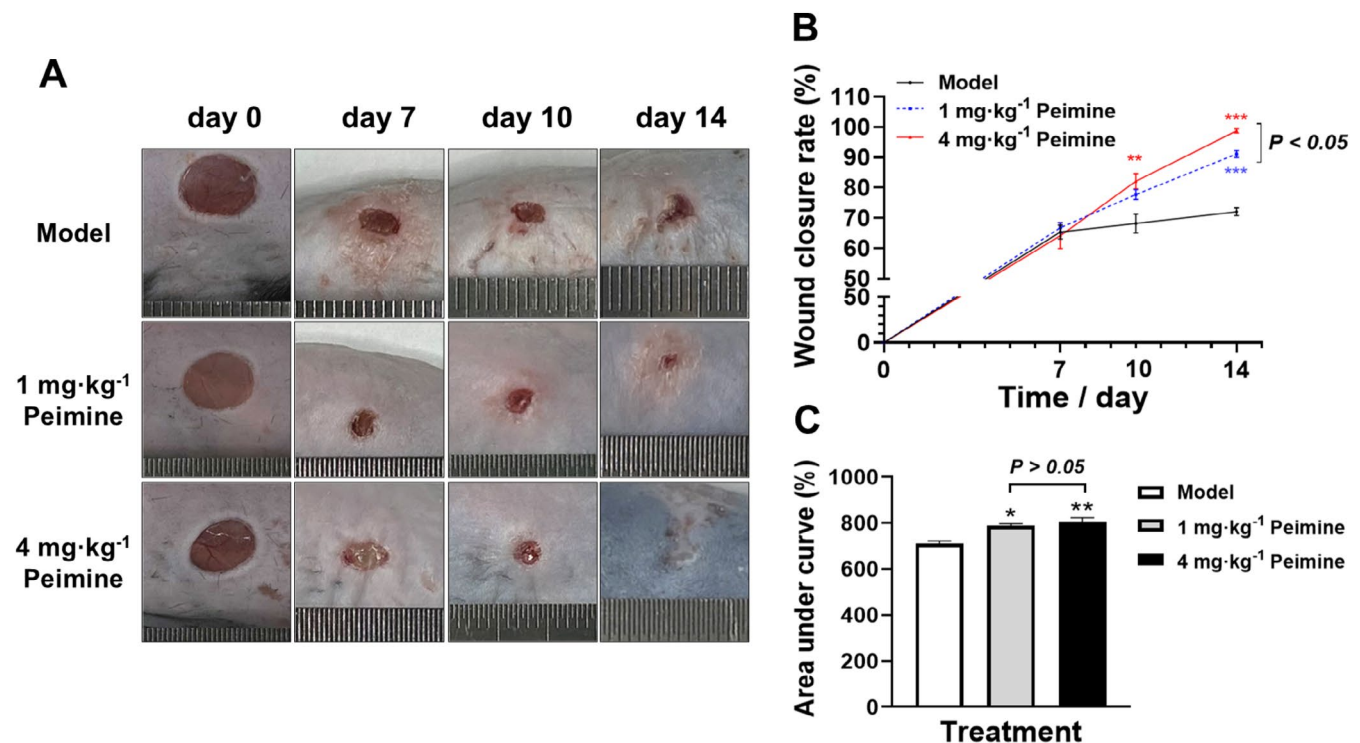 A
day 0 day 7 day 10 day 14
Model
1 mg·kg⁻¹
Peimine
4 mg·kg⁻¹
Peimine
B
Wound closure rate (%)
Model
1 mg·kg⁻¹ Peimine
4 mg·kg⁻¹ Peimine
110
100
90
80
70
60
50
50
0
**
***
***
P < 0.05
0 7 10 14
Time / day
C
Area under curve (%)
1000
800
600
400
200
0
P > 0.05
* **
Model
1 mg·kg⁻¹ Peimine
4 mg·kg⁻¹ Peimine
Treatment